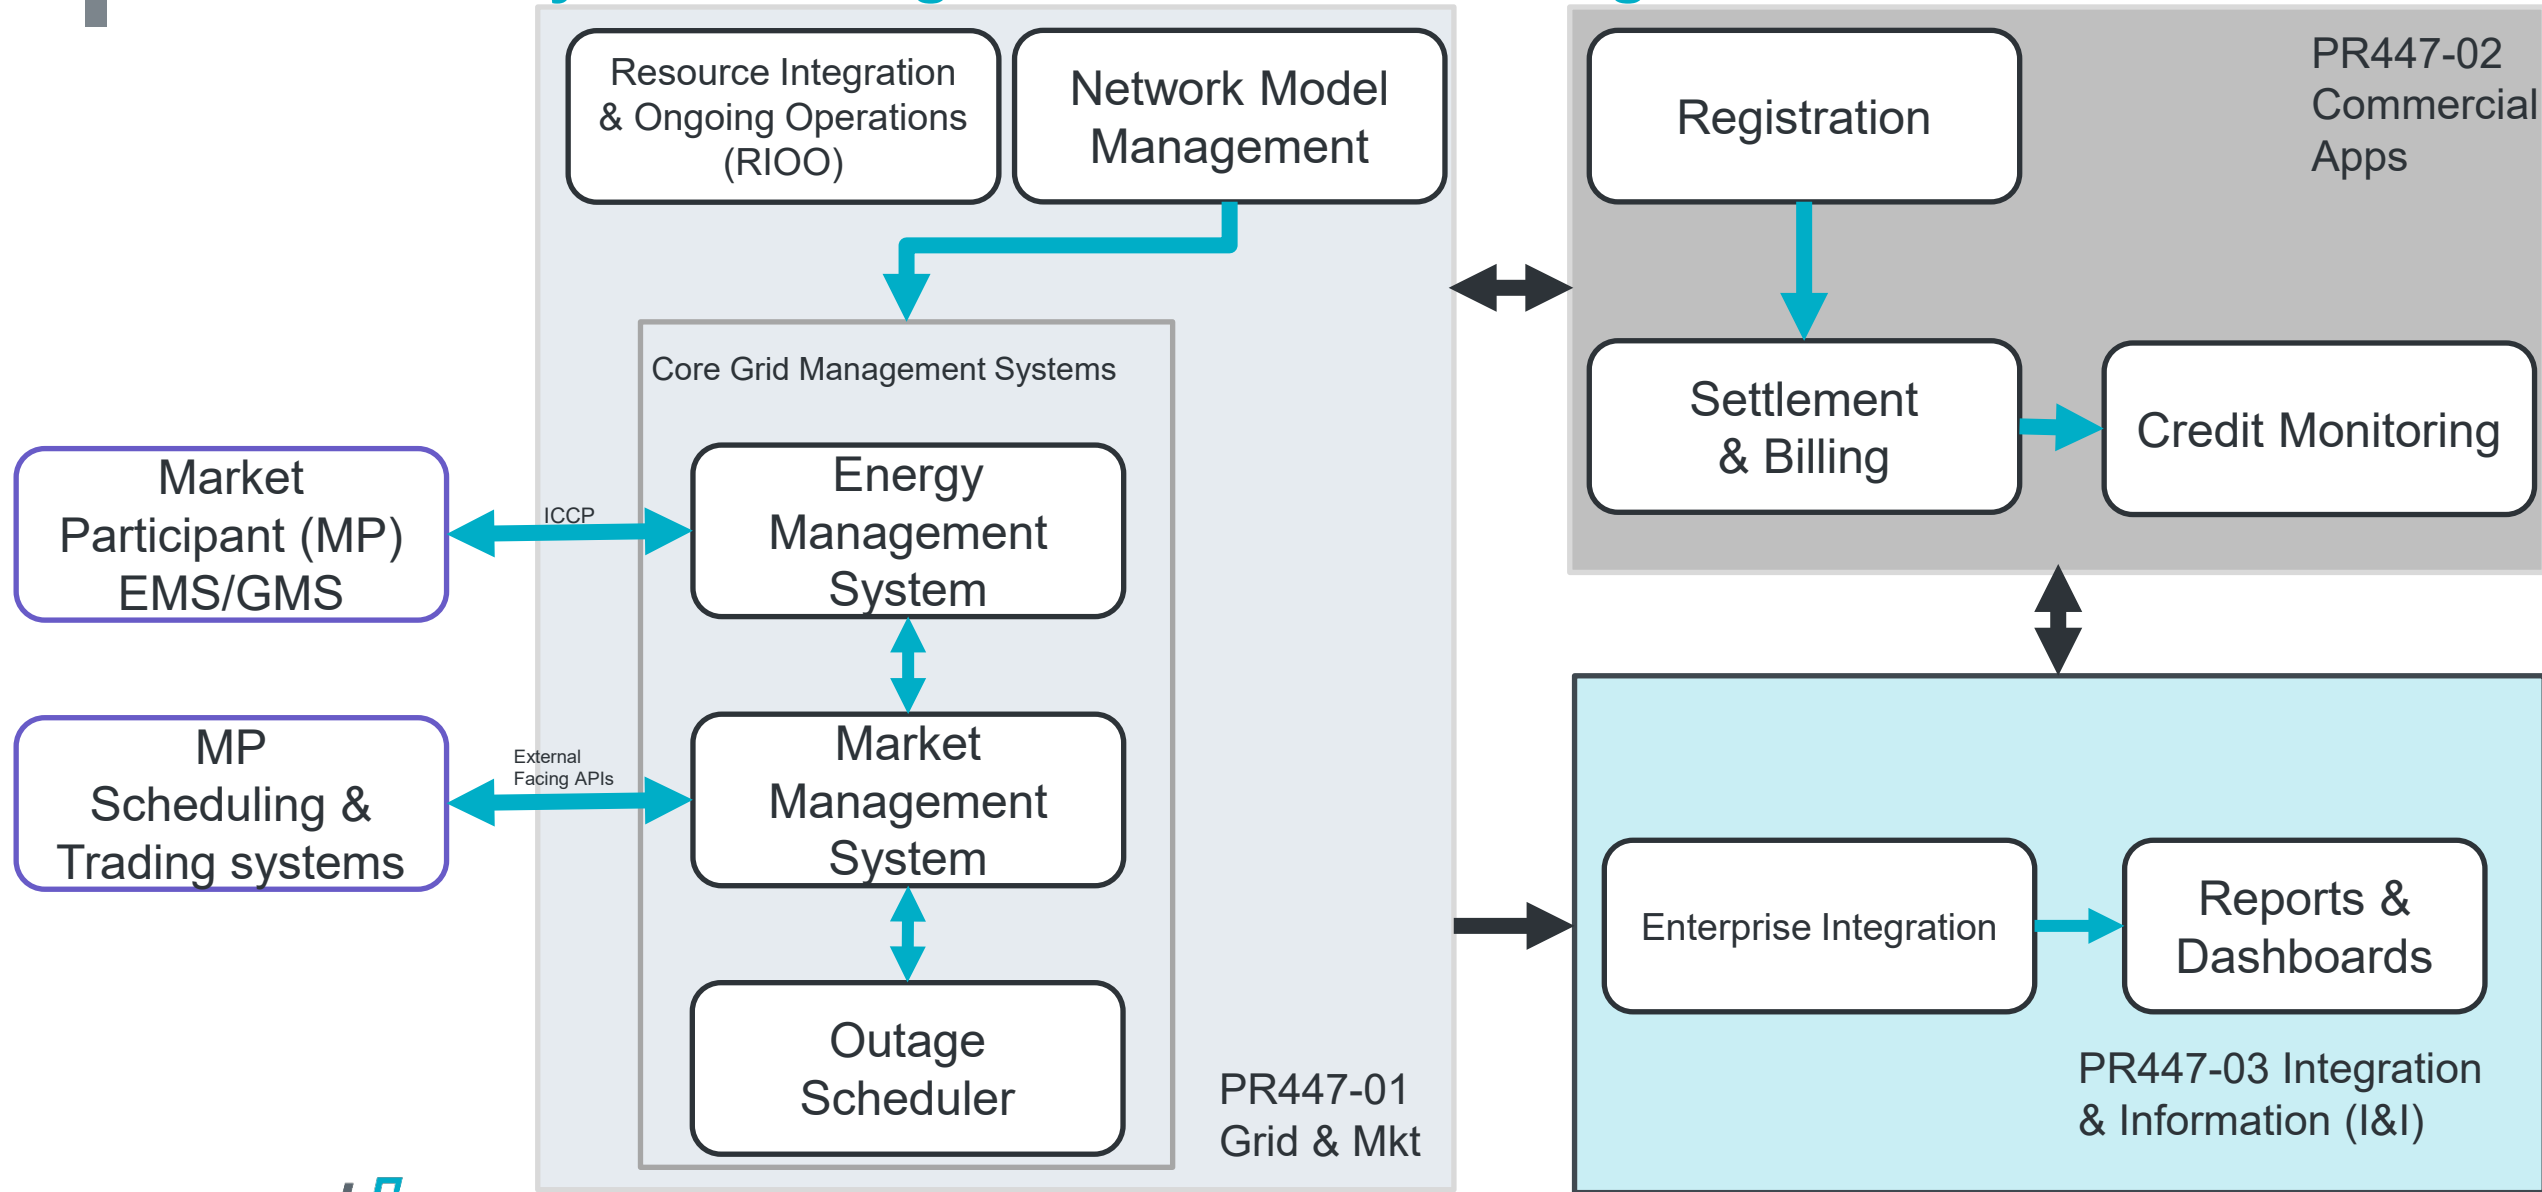 Resource Integration
& Ongoing Operations
(RIOO)
Network Model
Management
Registration
PR447-02
Commercial
Apps
Core Grid Management Systems
Settlement
& Billing
Credit Monitoring
Market
Participant (MP)
EMS/GMS
ICCP
Energy
Management
System
MP
Scheduling &
Trading systems
External
Facing APIs
Market
Management
System
Enterprise Integration
Reports &
Dashboards
Outage
Scheduler
PR447-01
Grid & Mkt
PR447-03 Integration
& Information (I&I)